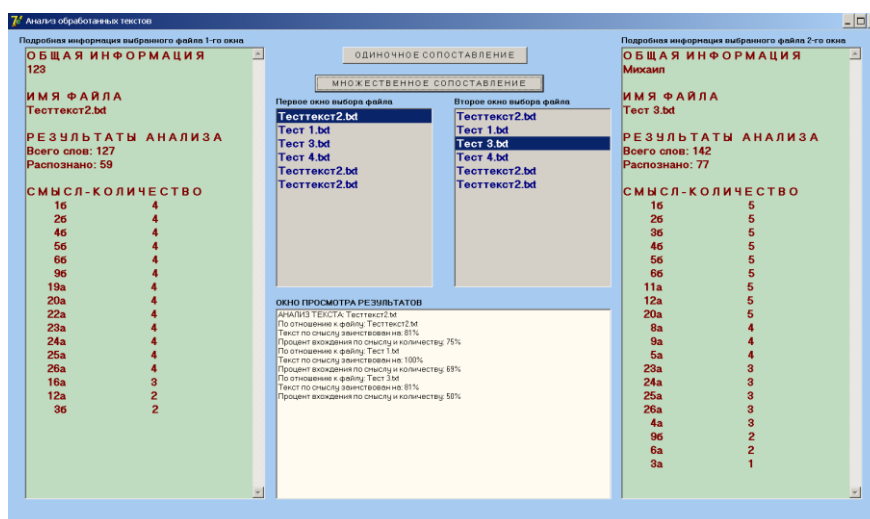 Анализ обработанных текстов
Подробная информация выбранного файла 1-го окна
ОБЩАЯ ИНФОРМАЦИЯ
123
ИМЯ ФАЙЛА
Тесттекст2.txt
РЕЗУЛЬТАТЫ АНАЛИЗА
Всего слов: 127
Распознано: 59
СМЫСЛ-КОЛИЧЕСТВО
1б 4
2б 4
4б 4
5б 4
6б 4
9б 4
19а 4
20а 4
22а 4
23а 4
24а 4
25а 4
26а 4
16а 3
12а 2
3б 2
ОДИНОЧНОЕ СОПОСТАВЛЕНИЕ
МНОЖЕСТВЕННОЕ СОПОСТАВЛЕНИЕ
Первое окно выбора файла
Тесттекст2.txt
Тест 1.txt
Тест 3.txt
Тест 4.txt
Тесттекст2.txt
Тесттекст2.txt
Второе окно выбора файла
Тесттекст2.txt
Тест 1.txt
Тест 3.txt
Тест 4.txt
Тесттекст2.txt
Тесттекст2.txt
ОКНО ПРОСМОТРА РЕЗУЛЬТАТОВ
АНАЛИЗ ТЕКСТА: Тесттекст2.txt
По отношению к файлу: Тесттекст2.txt
Текст по смыслу заимствован на: 81%
Процент вхождения по смыслу и количеству: 75%
По отношению к файлу: Тест 1.txt
Текст по смыслу заимствован на: 100%
Процент вхождения по смыслу и количеству: 69%
По отношению к файлу: Тест 3.txt
Текст по смыслу заимствован на: 81%
Процент вхождения по смыслу и количеству: 50%
Подробная информация выбранного файла 2-го окна
ОБЩАЯ ИНФОРМАЦИЯ
Михаил
ИМЯ ФАЙЛА
Тест 3.txt
РЕЗУЛЬТАТЫ АНАЛИЗА
Всего слов: 142
Распознано: 77
СМЫСЛ-КОЛИЧЕСТВО
1б 5
2б 5
3б 5
4б 5
5б 5
6б 5
11а 5
12а 5
20а 5
8а 4
9а 4
5а 4
23а 3
24а 3
25а 3
26а 3
4а 3
9б 2
6а 2
3а 1